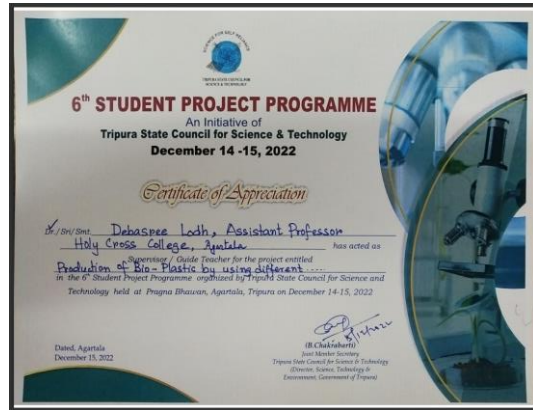 SCIENCE FOR SELF RELIANCE
TRIPURA STATE COUNCIL FOR
SCIENCE & TECHNOLOGY
6th STUDENT PROJECT PROGRAMME
An Initiative of
Tripura State Council for Science & Technology
December 14 -15, 2022
Certificate of Appreciation
Dr./Sri/Smt. Debasree Lodh, Assistant Professor
Holy Cross College, Agartala has acted as
Supervisor / Guide Teacher for the project entitled
Production of Bio-Plastic by using different .....
in the 6th Student Project Programme organized by Tripura State Council for Science and
Technology held at Pragna Bhawan, Agartala, Tripura on December 14-15, 2022
(B.Chakrabarti)
Joint Member Secretary
Tripura State Council for Science & Technology
(Director, Science, Technology &
Environment, Government of Tripura)
Dated, Agartala
December 15, 2022